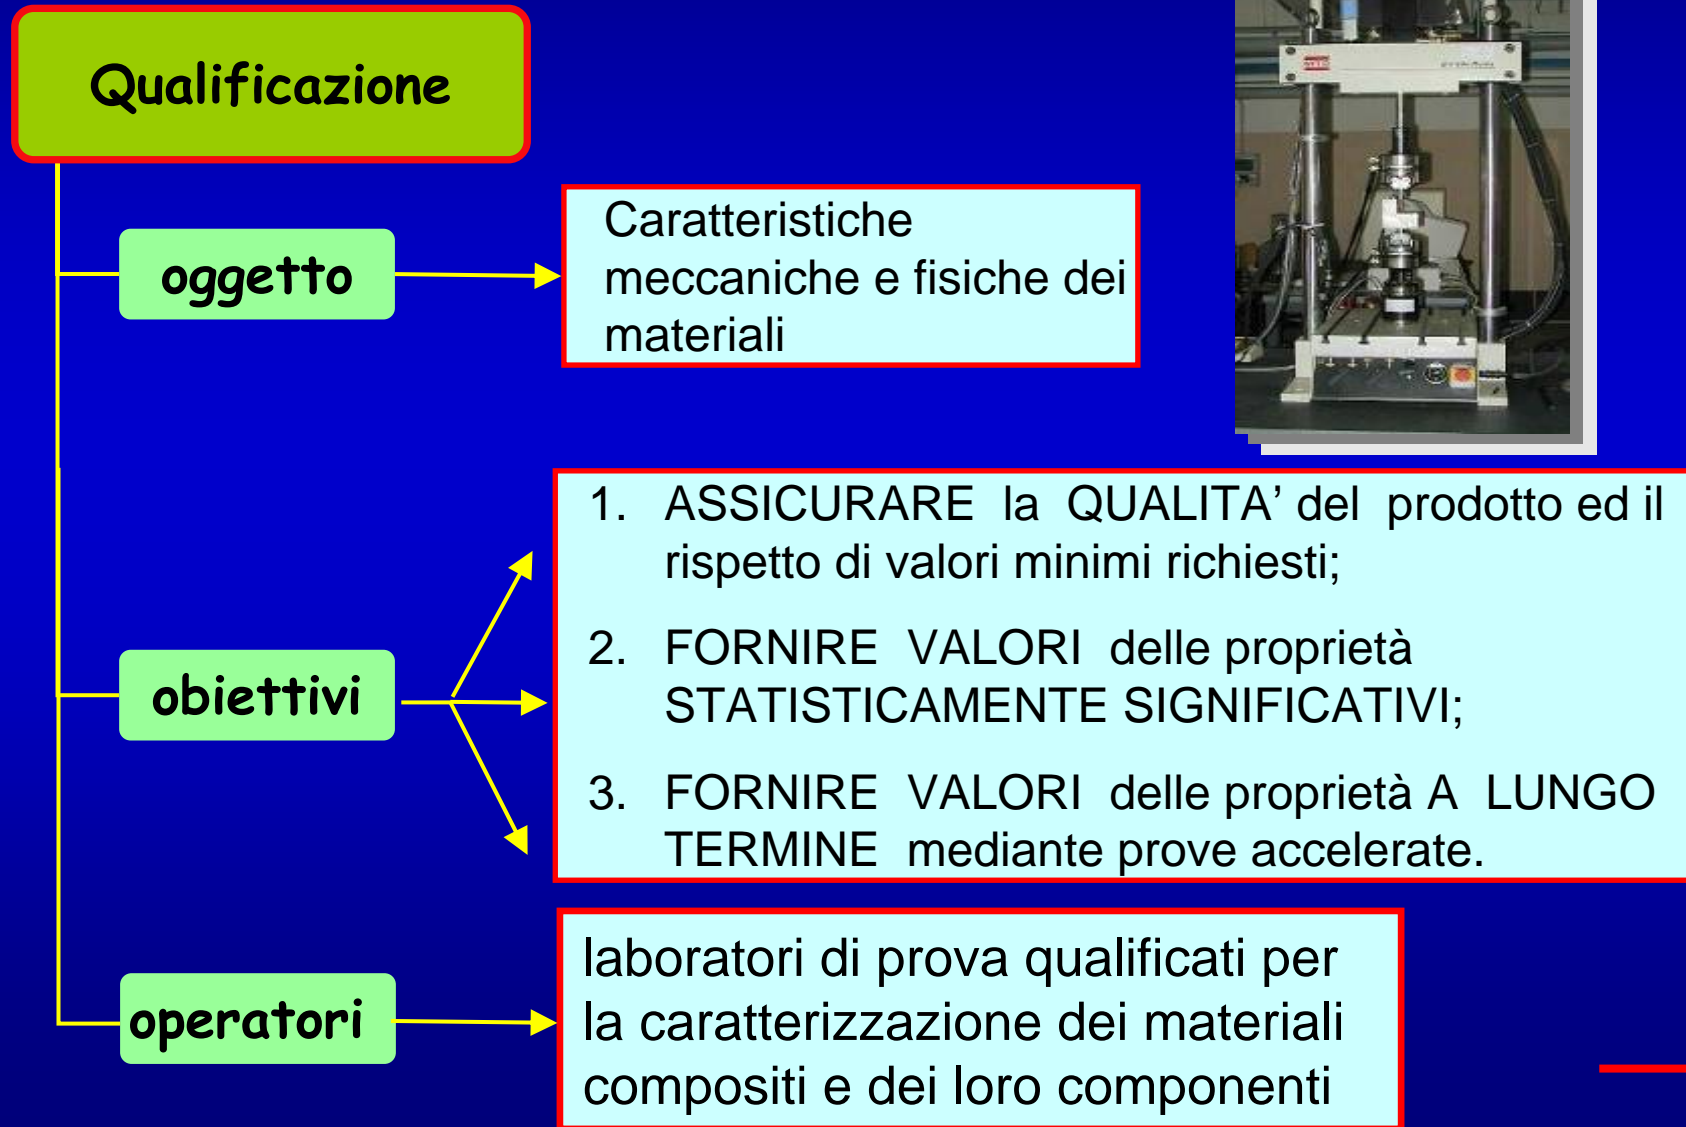 Qualificazione
oggetto
Caratteristiche
meccaniche e fisiche dei
materiali
obiettivi
1. ASSICURARE la QUALITA’ del prodotto ed il
rispetto di valori minimi richiesti;
2. FORNIRE VALORI delle proprietà
STATISTICAMENTE SIGNIFICATIVI;
3. FORNIRE VALORI delle proprietà A LUNGO
TERMINE mediante prove accelerate.
operatori
laboratori di prova qualificati per
la caratterizzazione dei materiali
compositi e dei loro componenti